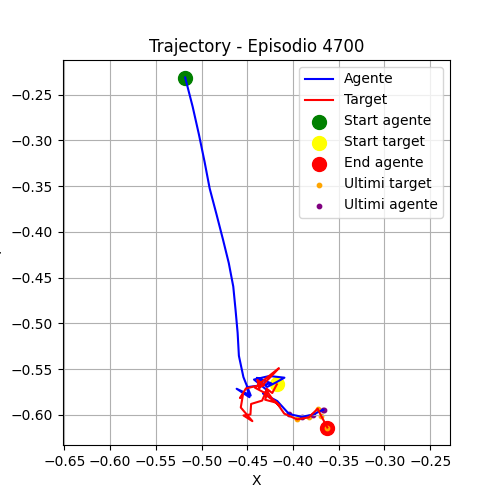 Trajectory - Episodio 4700
Agente
Target
Start agente
Start target
End agente
Ultimi target
Ultimi agente
−0.25
−0.30
−0.35
−0.40
−0.45
−0.50
−0.55
−0.60
−0.65 −0.60 −0.55 −0.50 −0.45 −0.40 −0.35 −0.30 −0.25
X